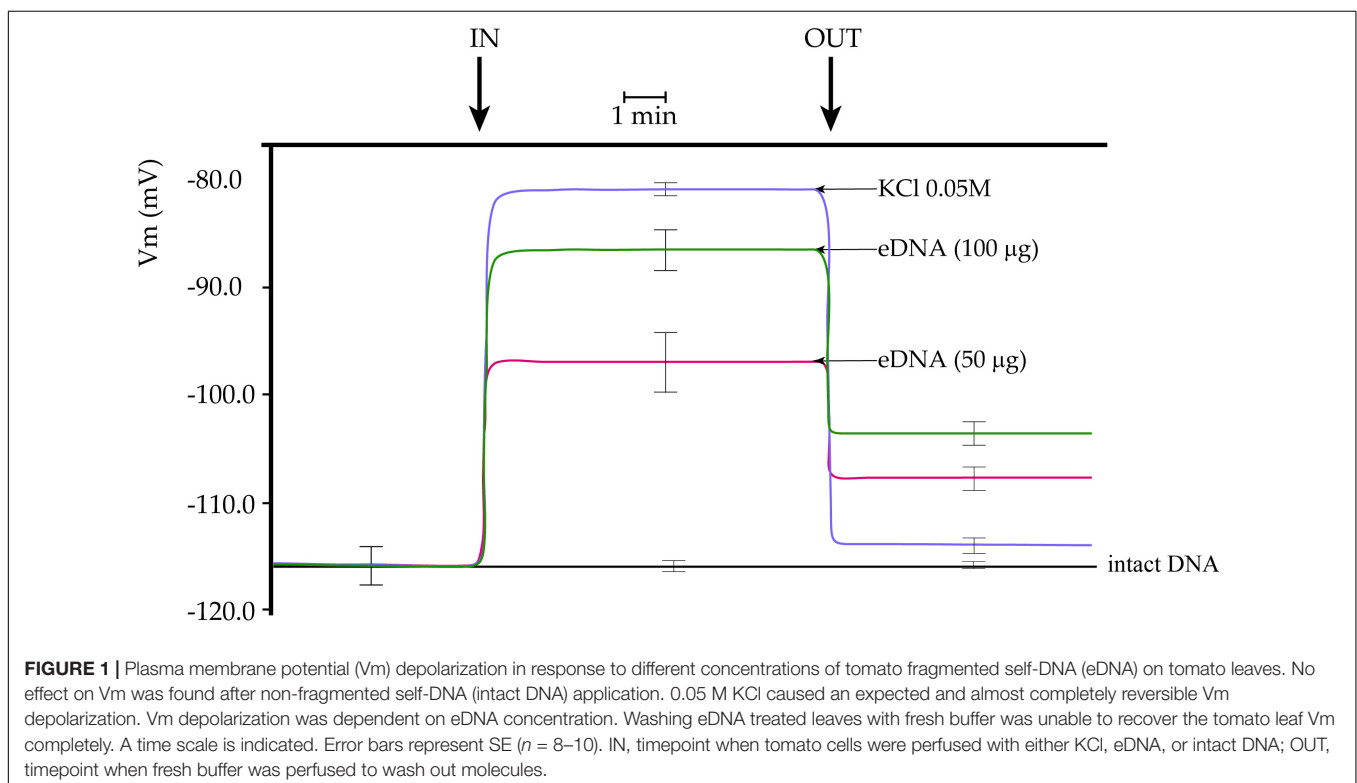 IN
OUT
1 min
Vm (mV)
-80.0
-90.0
-100.0
-110.0
-120.0
KCl 0.05M
eDNA (100 µg)
eDNA (50 µg)
intact DNA
FIGURE 1 | Plasma membrane potential (Vm) depolarization in response to different concentrations of tomato fragmented self-DNA (eDNA) on tomato leaves. No
effect on Vm was found after non-fragmented self-DNA (intact DNA) application. 0.05 M KCl caused an expected and almost completely reversible Vm
depolarization. Vm depolarization was dependent on eDNA concentration. Washing eDNA treated leaves with fresh buffer was unable to recover the tomato leaf Vm
completely. A time scale is indicated. Error bars represent SE (n = 8–10). IN, timepoint when tomato cells were perfused with either KCl, eDNA, or intact DNA; OUT,
timepoint when fresh buffer was perfused to wash out molecules.